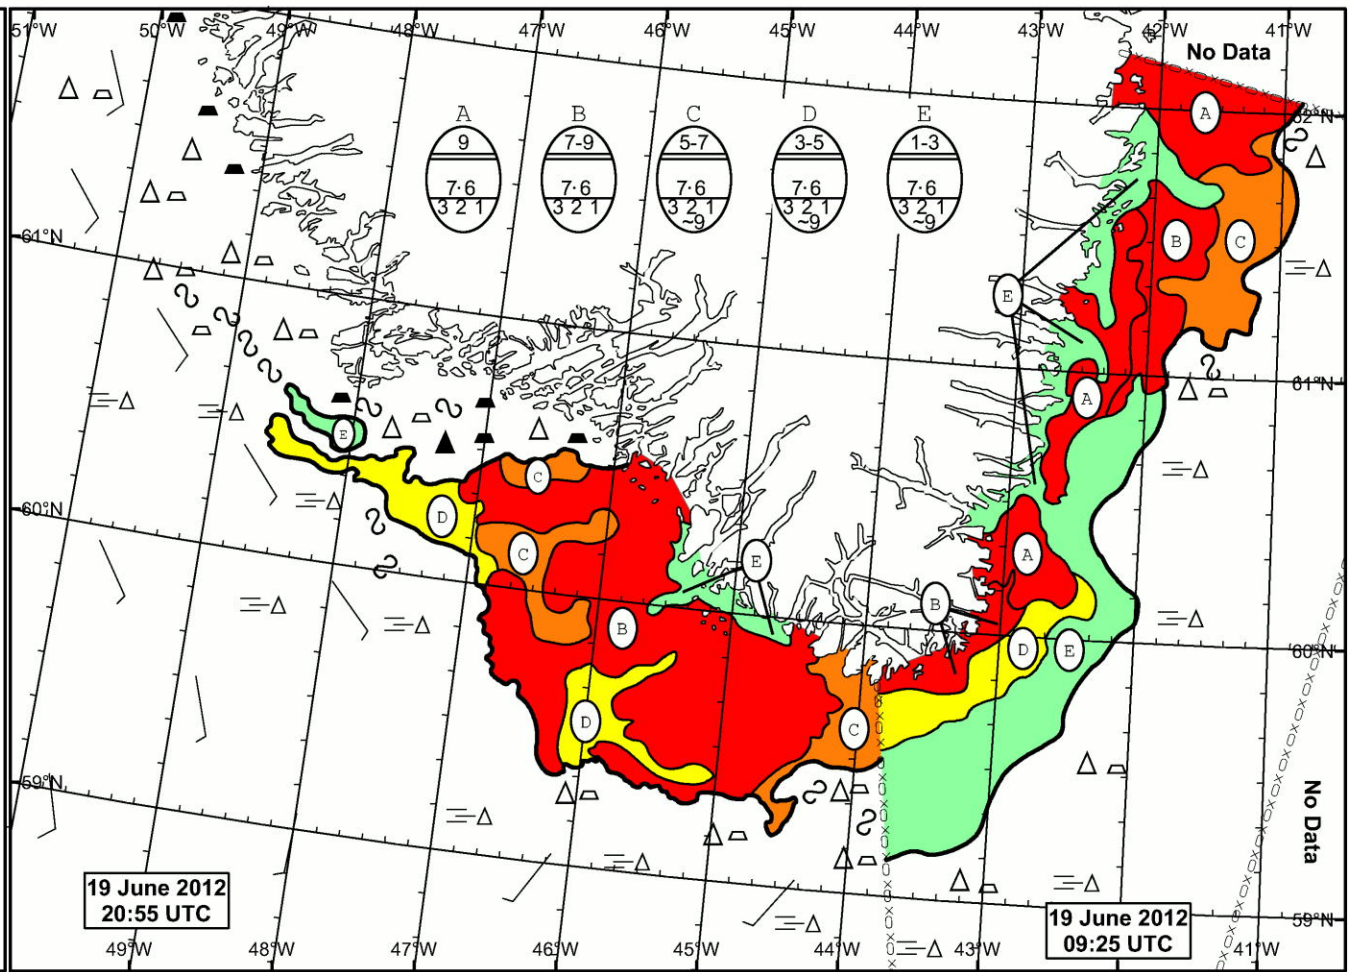 51°W 50°W 49°W 48°W 47°W 46°W 45°W 44°W 43°W 42°W 41°W
No Data
A B C D E
9 7-9 5-7 3-5 1-3
7·6 7·6 7·6 7·6 7·6
3 2 1 3 2 1 3 2 1 3 2 1 3 2 1
~9 ~9 ~9
A
62°N
B C
61°N
E
61°N
A
E
C
60°N
D
C
E
A
B
B
D E
60°N
D
C
59°N
No Data
19 June 2012
20:55 UTC
19 June 2012
09:25 UTC
59°N
49°W 48°W 47°W 46°W 45°W 44°W 43°W 41°W